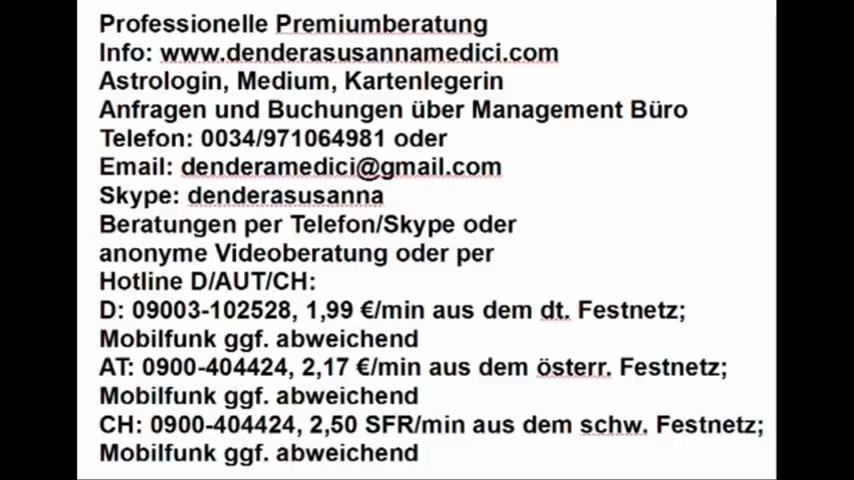 Professionelle Premiumberatung
Info: www.denderasusannamedici.com
Astrologin, Medium, Kartenlegerin
Anfragen und Buchungen über Management Büro
Telefon: 0034/971064981 oder
Email: denderamedici@gmail.com
Skype: denderasusanna
Beratungen per Telefon/Skype oder
anonyme Videoberatung oder per
Hotline D/AUT/CH:
D: 09003-102528, 1,99 €/min aus dem dt. Festnetz;
Mobilfunk ggf. abweichend
AT: 0900-404424, 2,17 €/min aus dem österr. Festnetz;
Mobilfunk ggf. abweichend
CH: 0900-404424, 2,50 SFR/min aus dem schw. Festnetz;
Mobilfunk ggf. abweichend